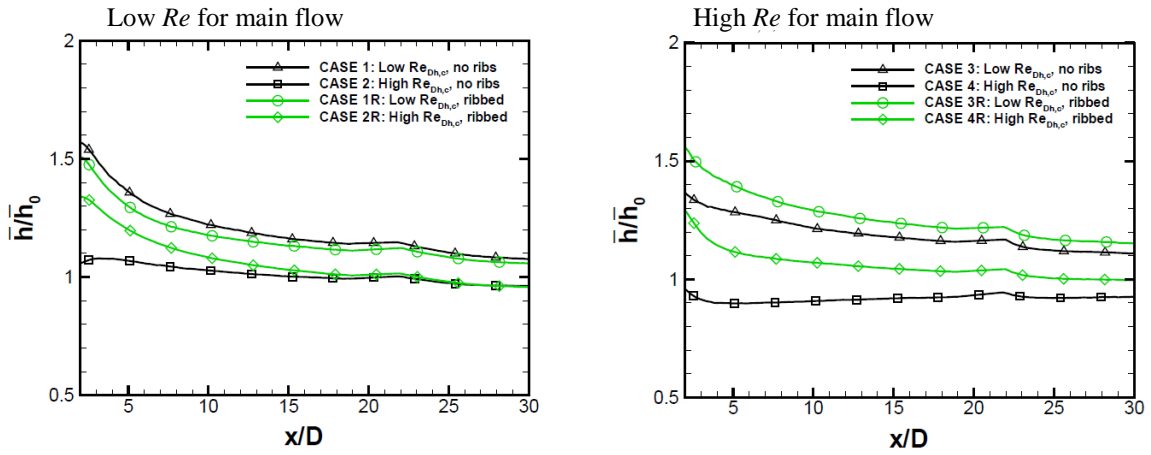 Low Re for main flow
2
1.5
1
0.5
h/h0
CASE 1: Low ReDh,c, no ribs
CASE 2: High ReDh,c, no ribs
CASE 1R: Low ReDh,c, ribbed
CASE 2R: High ReDh,c, ribbed
5 10 15 20 25 30
x/D
High Re for main flow
2
1.5
1
0.5
h/h0
CASE 3: Low ReDh,c, no ribs
CASE 4: High ReDh,c, no ribs
CASE 3R: Low ReDh,c, ribbed
CASE 4R: High ReDh,c, ribbed
5 10 15 20 25 30
x/D